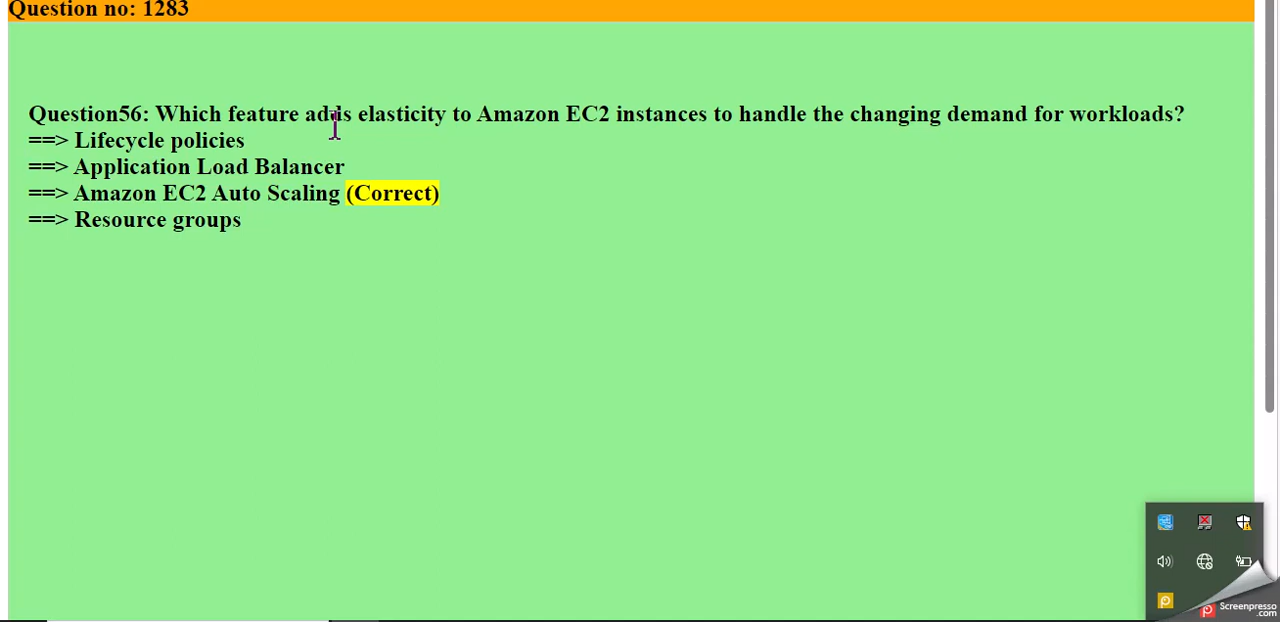 Question no: 1283
Question56: Which feature adds elasticity to Amazon EC2 instances to handle the changing demand for workloads?
==> Lifecycle policies
==> Application Load Balancer
==> Amazon EC2 Auto Scaling (Correct)
==> Resource groups
Screenpresso
.com